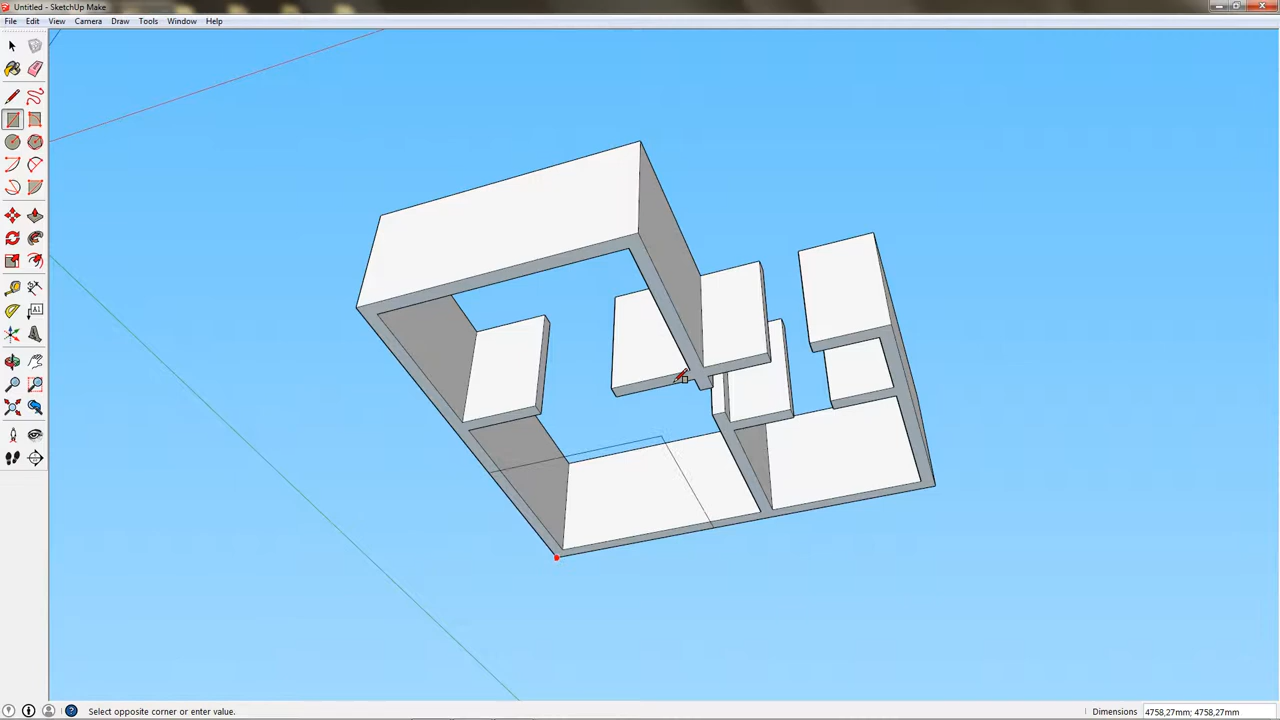 Untitled - SketchUp Make
File Edit View Camera Draw Tools Window Help
A1
Select opposite corner or enter value.
Dimensions 4758,27mm; 4758,27mm